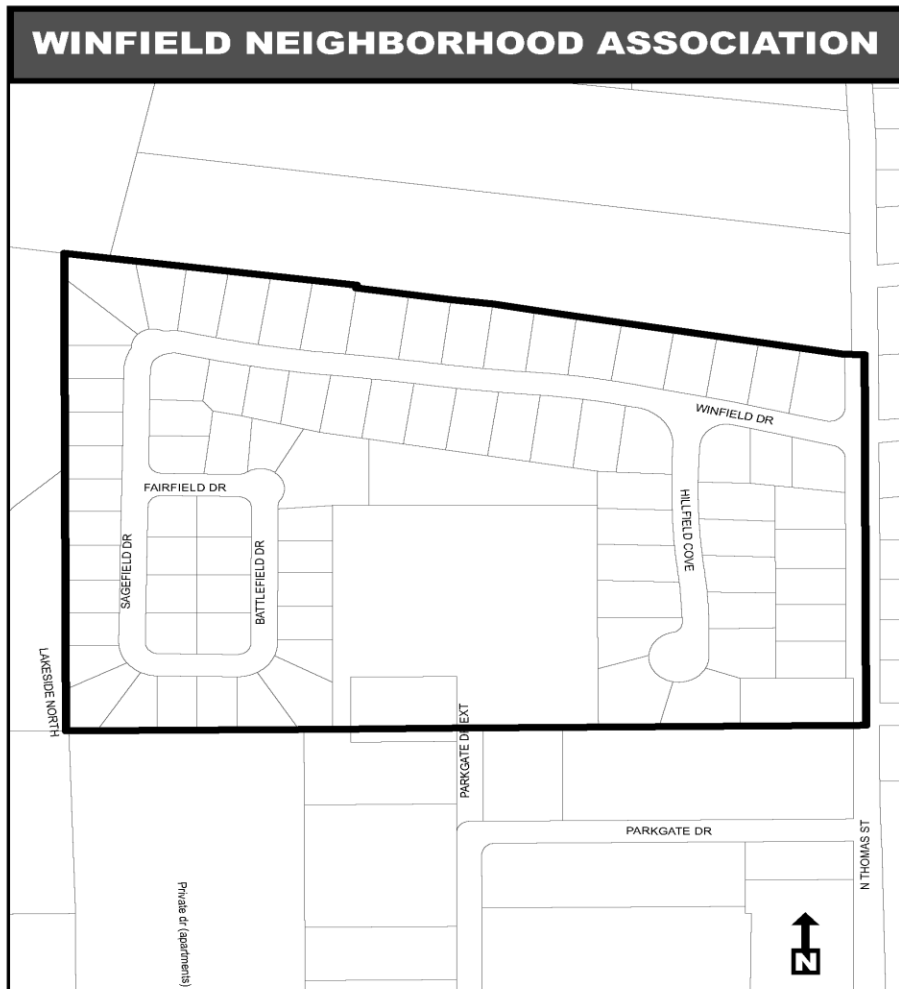 WINFIELD NEIGHBORHOOD ASSOCIATION
WINFIELD DR
FAIRFIELD DR
HILLFIELD COVE
SAGEFIELD DR
BATTLEFIELD DR
LAKESIDE NORTH
PARKGATE DR EXT
PARKGATE DR
N THOMAS ST
Private dr (apartments)
N